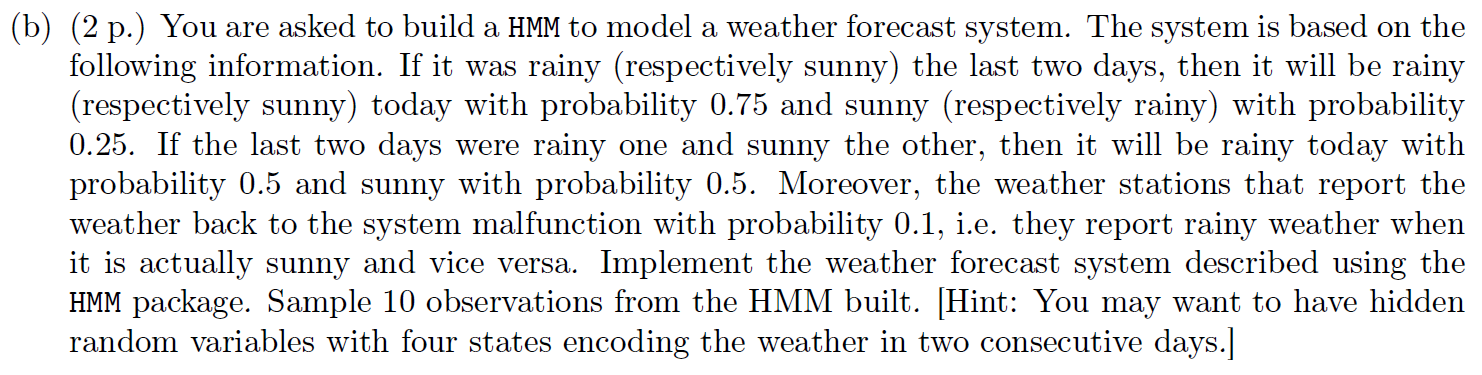 (b) (2 p.) You are asked to build a HMM to model a weather forecast system. The system is based on the
following information. If it was rainy (respectively sunny) the last two days, then it will be rainy
(respectively sunny) today with probability 0.75 and sunny (respectively rainy) with probability
0.25. If the last two days were rainy one and sunny the other, then it will be rainy today with
probability 0.5 and sunny with probability 0.5. Moreover, the weather stations that report the
weather back to the system malfunction with probability 0.1, i.e. they report rainy weather when
it is actually sunny and vice versa. Implement the weather forecast system described using the
HMM package. Sample 10 observations from the HMM built. [Hint: You may want to have hidden
random variables with four states encoding the weather in two consecutive days.]